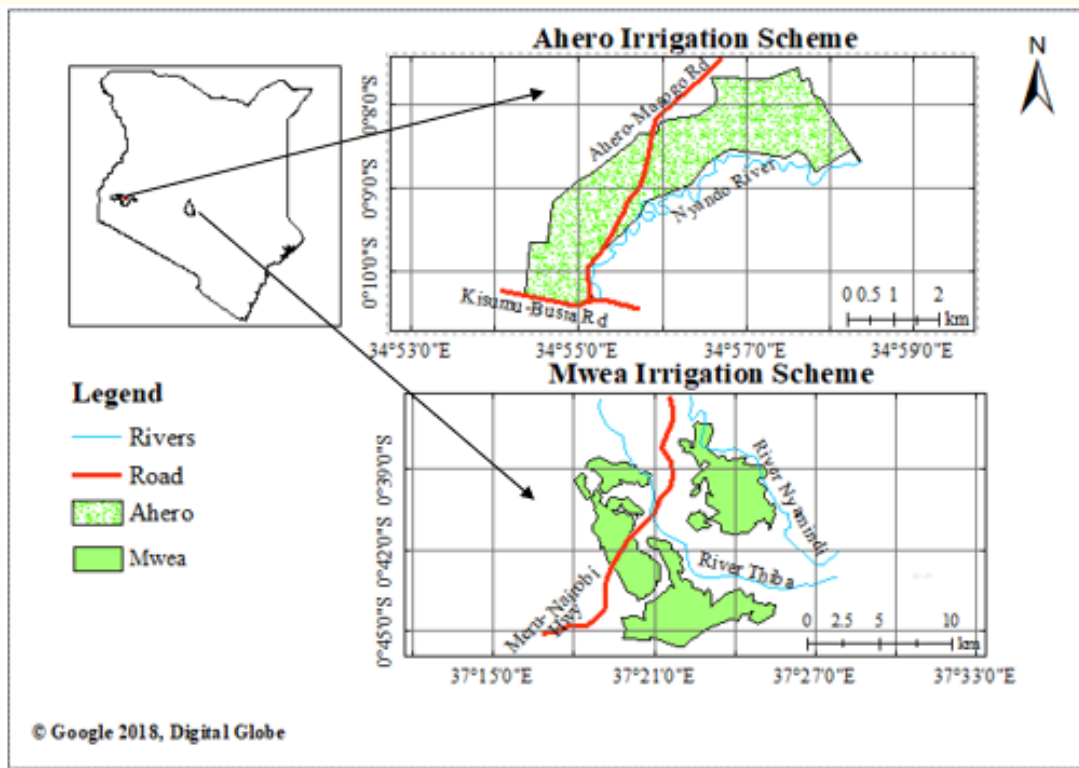 Ahero Irrigation Scheme
N
0°8'0"S
0°9'0"S
0°10'0"S
Ahero-Masogo Rd
Nyando River
Kisumu-Busia Rd
0 0.5 1 2
km
34°53'0"E 34°55'0"E 34°57'0"E 34°59'0"E
Mwea Irrigation Scheme
Legend
Rivers
Road
Ahero
Mwea
0°39'0"S
0°42'0"S
0°45'0"S
River Nyamindi
River Thiba
Meru-Nairobi
Hwy
0 2.5 5 10
km
37°15'0"E 37°21'0"E 37°27'0"E 37°33'0"E
© Google 2018, Digital Globe